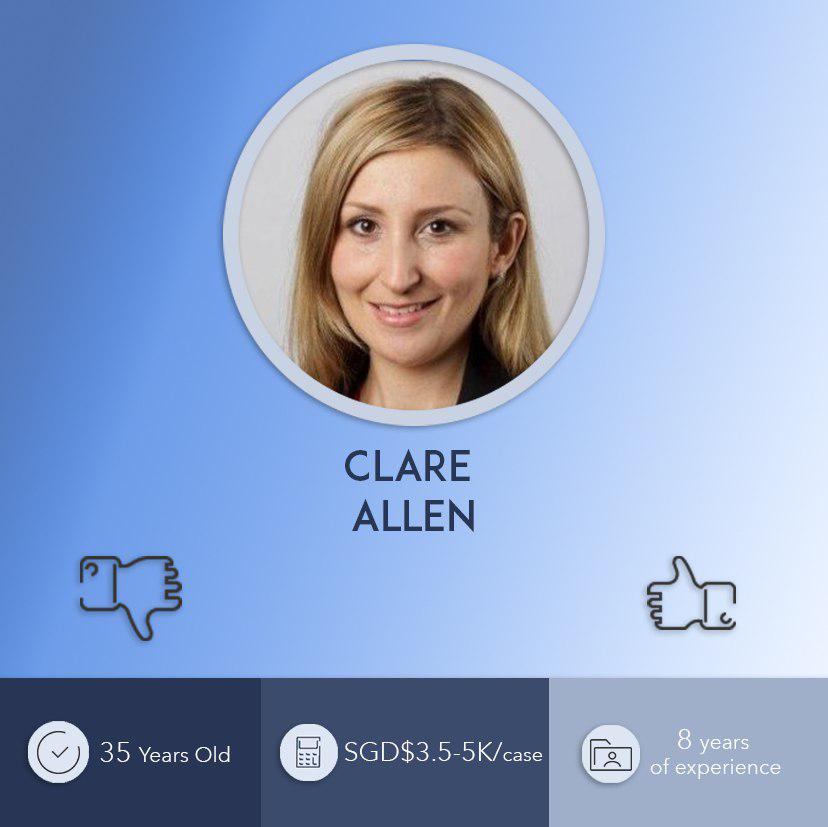 CLARE
ALLEN
35 Years Old
SGD$3.5-5K/case
8 years
of experience